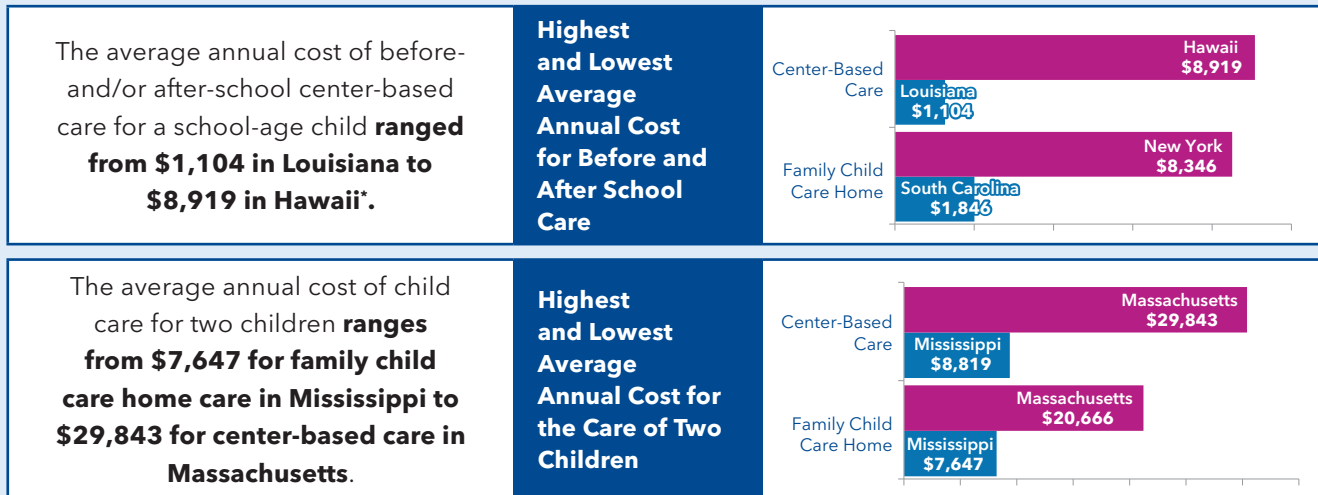 The average annual cost of before-
and/or after-school center-based
care for a school-age child ranged
from $1,104 in Louisiana to
$8,919 in Hawaii*.
Highest
and Lowest
Average
Annual Cost
for Before and
After School
Care
Center-Based
Care
Hawaii
$8,919
Louisiana
$1,104
Family Child
Care Home
New York
$8,346
South Carolina
$1,846
The average annual cost of child
care for two children ranges
from $7,647 for family child
care home care in Mississippi to
$29,843 for center-based care in
Massachusetts.
Highest
and Lowest
Average
Annual Cost for
the Care of Two
Children
Center-Based
Care
Massachusetts
$29,843
Mississippi
$8,819
Family Child
Care Home
Massachusetts
$20,666
Mississippi
$7,647